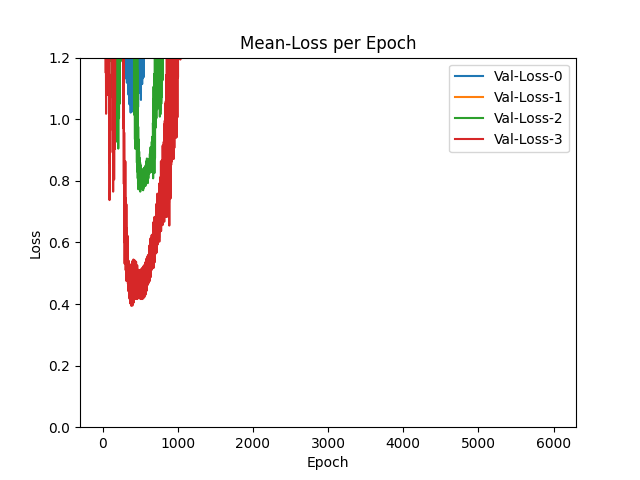 Mean-Loss per Epoch
1.2
1.0
0.8
0.6
0.4
0.2
0.0
Loss
Val-Loss-0
Val-Loss-1
Val-Loss-2
Val-Loss-3
0 1000 2000 3000 4000 5000 6000
Epoch